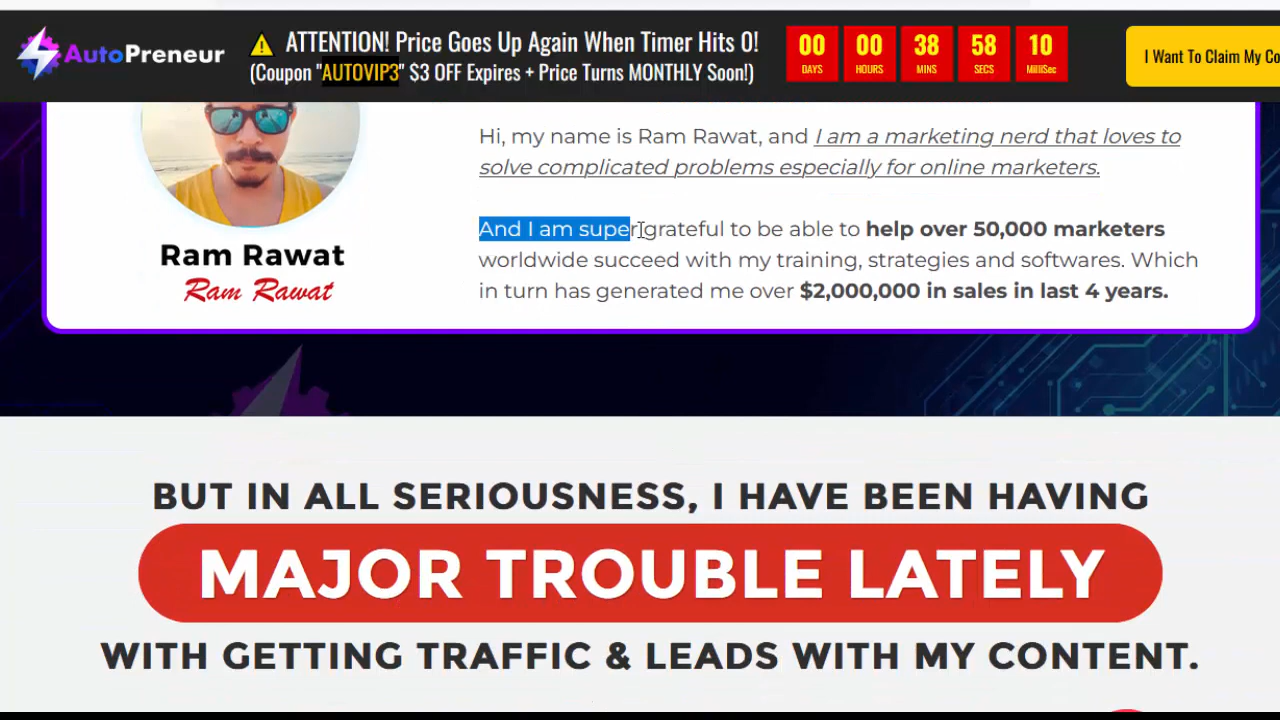 AutoPreneur
⚠ ATTENTION! Price Goes Up Again When Timer Hits 0!
(Coupon "AUTOVIP3" $3 OFF Expires + Price Turns MONTHLY Soon!)
00 00 38 58 10
DAYS HOURS MINS SECS MilliSec
I Want To Claim My Co
Hi, my name is Ram Rawat, and I am a marketing nerd that loves to
solve complicated problems especially for online marketers.
And I am super grateful to be able to help over 50,000 marketers
worldwide succeed with my training, strategies and softwares. Which
in turn has generated me over $2,000,000 in sales in last 4 years.
Ram Rawat
Ram Rawat
BUT IN ALL SERIOUSNESS, I HAVE BEEN HAVING
MAJOR TROUBLE LATELY
WITH GETTING TRAFFIC & LEADS WITH MY CONTENT.